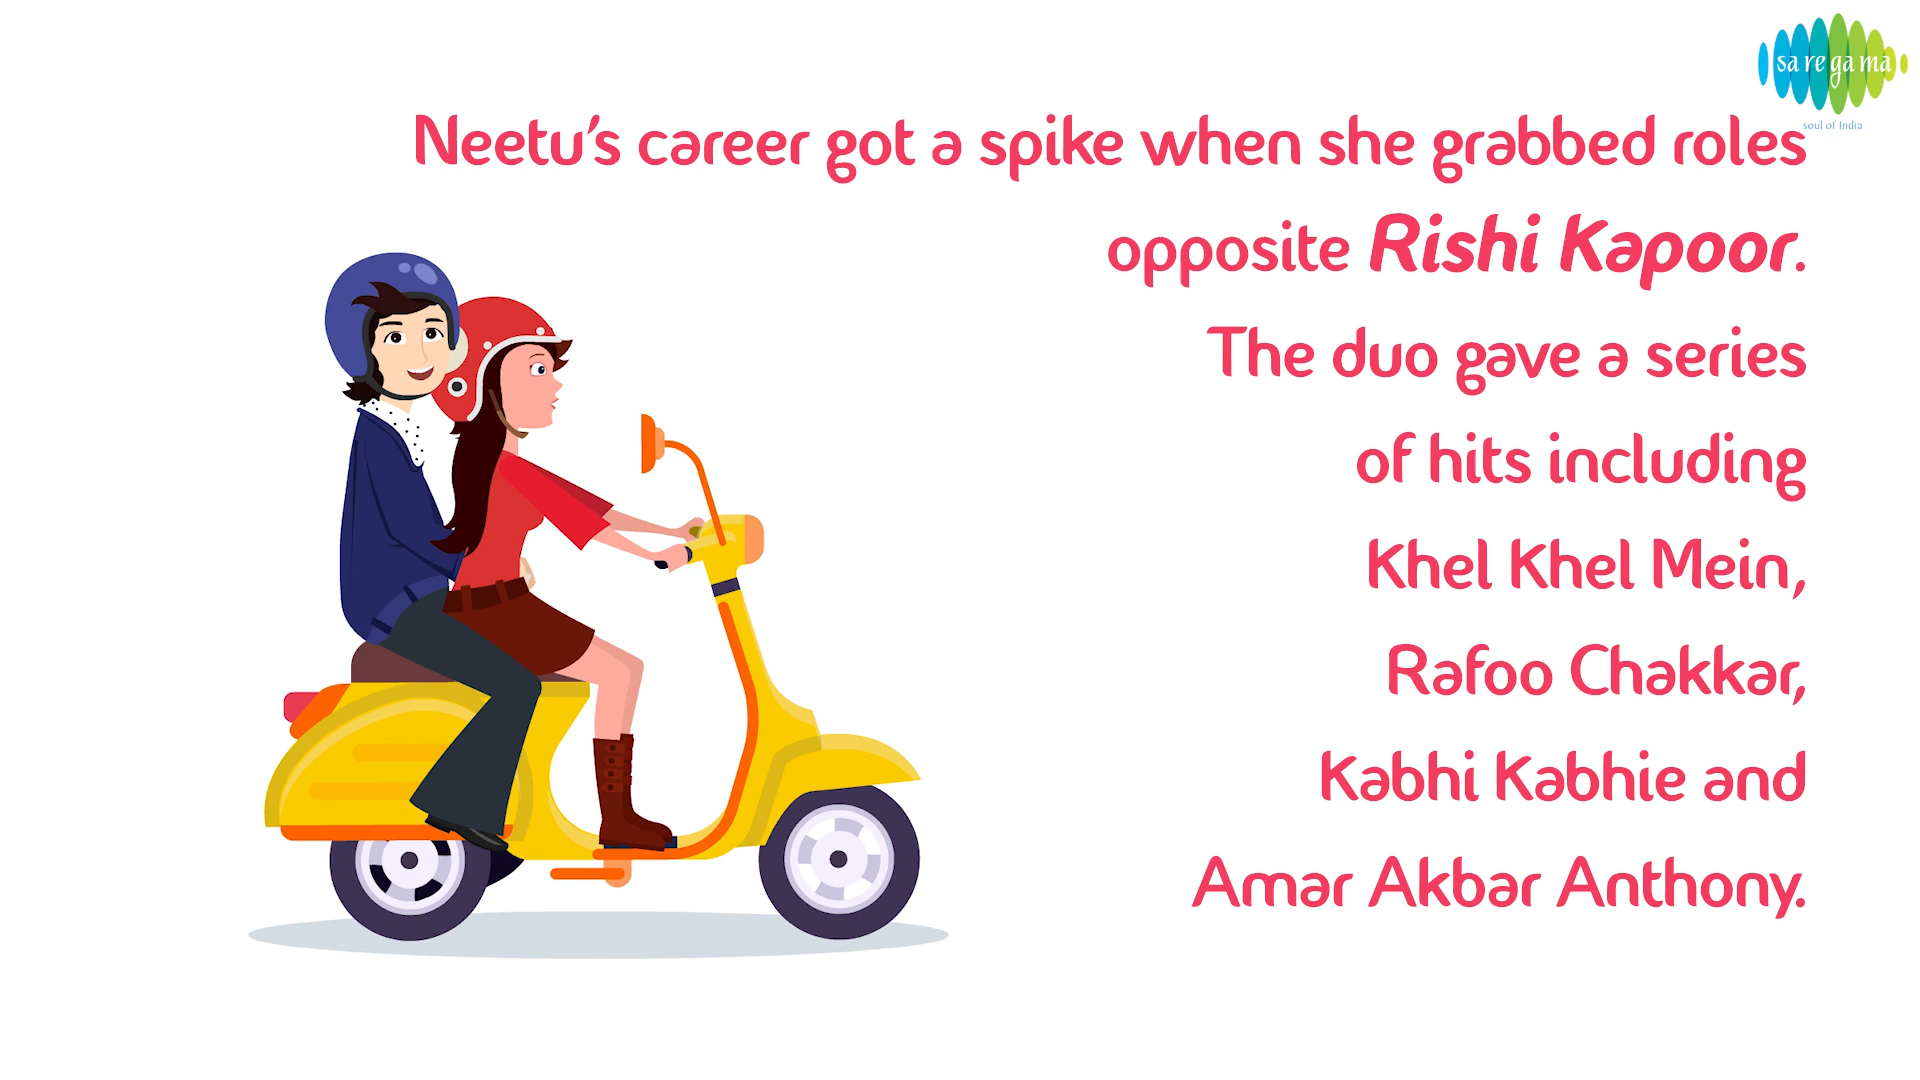 sa re ga ma
soul of India
Neetu's career got a spike when she grabbed roles
opposite Rishi Kapoor.
The duo gave a series
of hits including
Khel Khel Mein,
Rafoo Chakkar,
Kabhi Kabhie and
Amar Akbar Anthony.